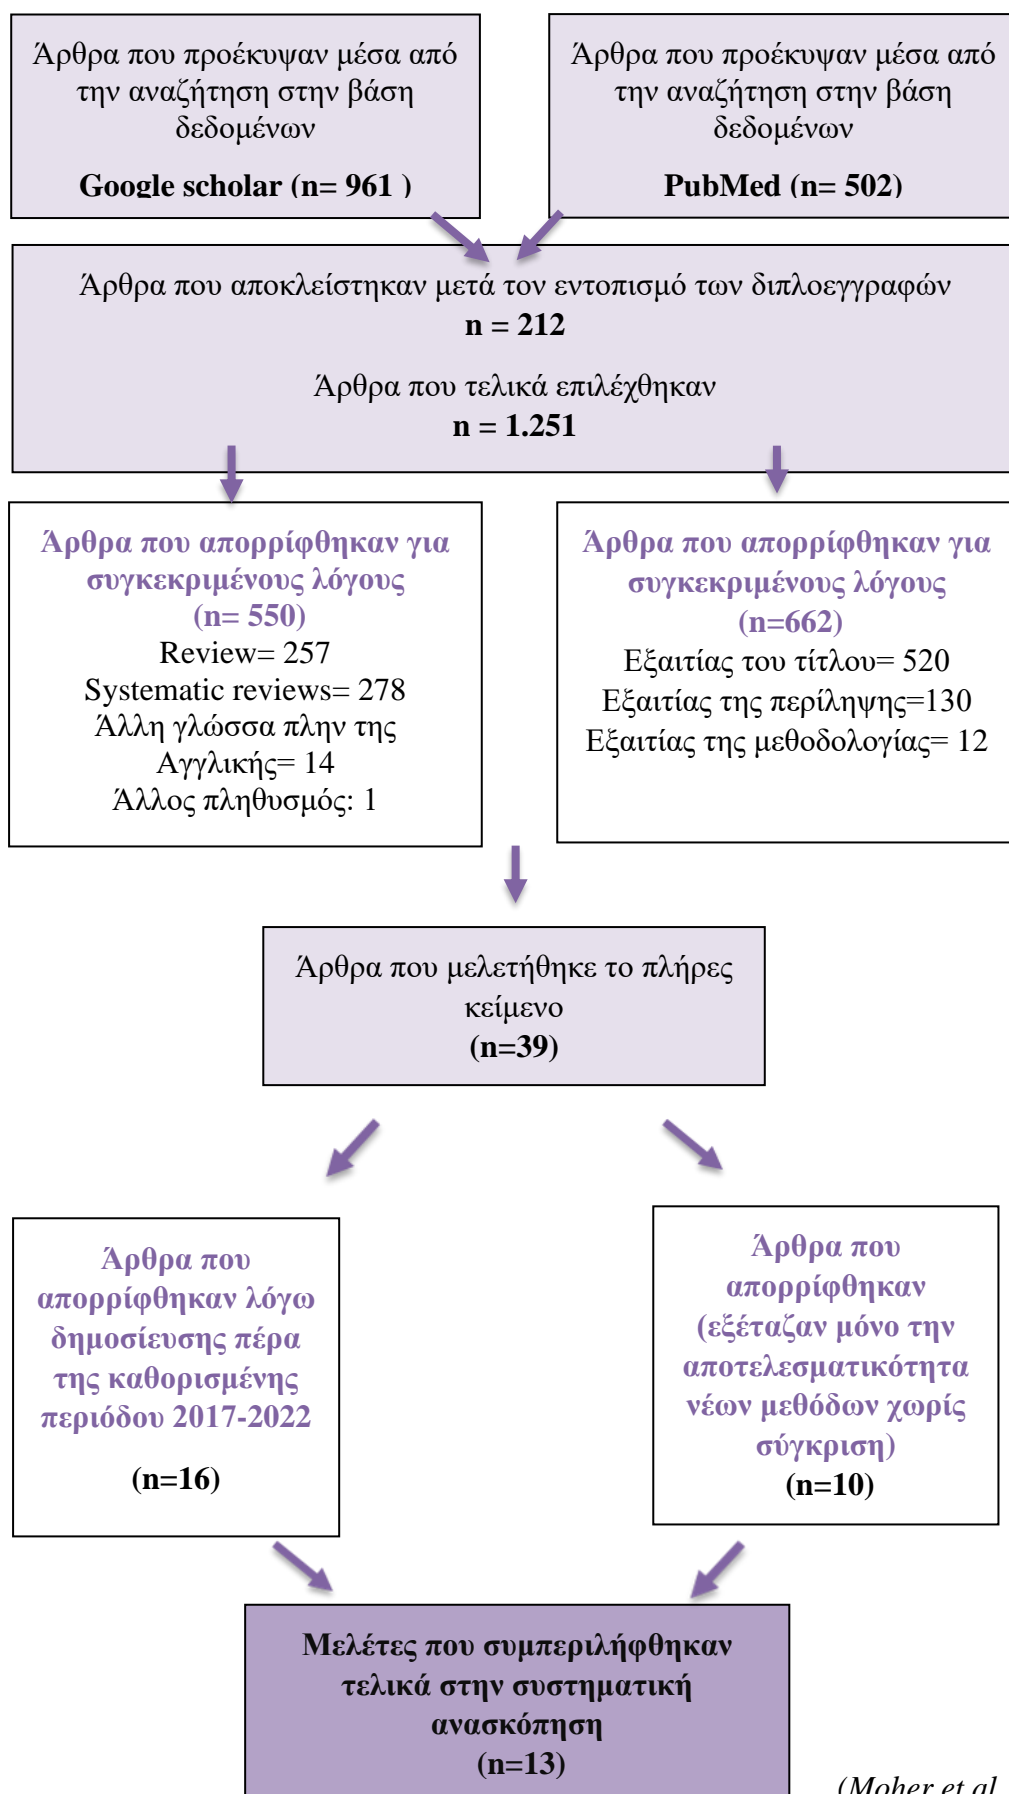 Άρθρα που προέκυψαν μέσα από
την αναζήτηση στην βάση
δεδομένων
Google scholar (n= 961 )
Άρθρα που προέκυψαν μέσα από
την αναζήτηση στην βάση
δεδομένων
PubMed (n= 502)
Άρθρα που αποκλείστηκαν μετά τον εντοπισμό των διπλοεγγραφών
n = 212
Άρθρα που τελικά επιλέχθηκαν
n = 1.251
Άρθρα που απορρίφθηκαν για
συγκεκριμένους λόγους
(n= 550)
Review= 257
Systematic reviews= 278
Άλλη γλώσσα πλην της
Αγγλικής= 14
Άλλος πληθυσμός: 1
Άρθρα που απορρίφθηκαν για
συγκεκριμένους λόγους
(n=662)
Εξαιτίας του τίτλου= 520
Εξαιτίας της περίληψης=130
Εξαιτίας της μεθοδολογίας= 12
Άρθρα που μελετήθηκε το πλήρες
κείμενο
(n=39)
Άρθρα που
απορρίφθηκαν λόγω
δημοσίευσης πέρα
της καθορισμένης
περιόδου 2017-2022
(n=16)
Άρθρα που
απορρίφθηκαν
(εξέταζαν μόνο την
αποτελεσματικότητα
νέων μεθόδων χωρίς
σύγκριση)
(n=10)
Μελέτες που συμπεριλήφθηκαν
τελικά στην συστηματική
ανασκόπηση
(n=13)
(Moher et al